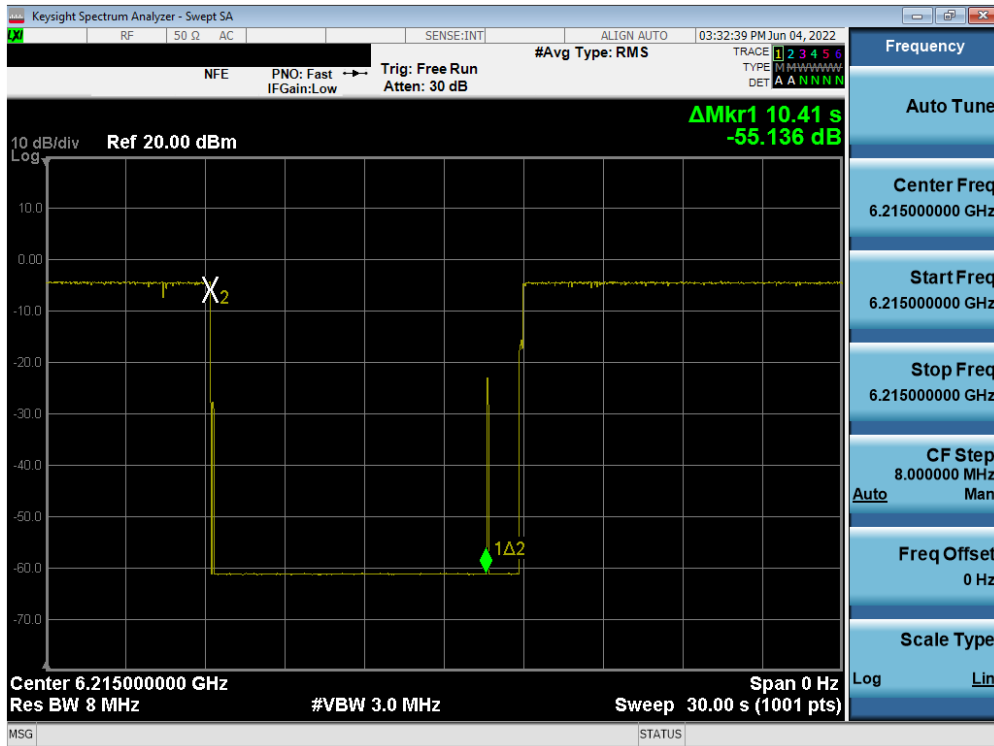 Keysight Spectrum Analyzer - Swept SA
LXI
RF
50 Ω
AC
SENSE:INT
ALIGN AUTO
03:32:39 PM Jun 04, 2022
NFE
PNO: Fast
IFGain:Low
Trig: Free Run
Atten: 30 dB
#Avg Type: RMS
TRACE 1 2 3 4 5 6
TYPE M M W W W W
DET A A N N N N
ΔMkr1 10.41 s
-55.136 dB
10 dB/div
Log
Ref 20.00 dBm
10.0
0.00
-10.0
-20.0
-30.0
-40.0
-50.0
-60.0
-70.0
X2
1Δ2
Center 6.215000000 GHz
Span 0 Hz
Res BW 8 MHz
#VBW 3.0 MHz
Sweep 30.00 s (1001 pts)
MSG
STATUS
Frequency
Auto Tune
Center Freq
6.215000000 GHz
Start Freq
6.215000000 GHz
Stop Freq
6.215000000 GHz
CF Step
8.000000 MHz
Auto Man
Freq Offset
0 Hz
Scale Type
Log Lin